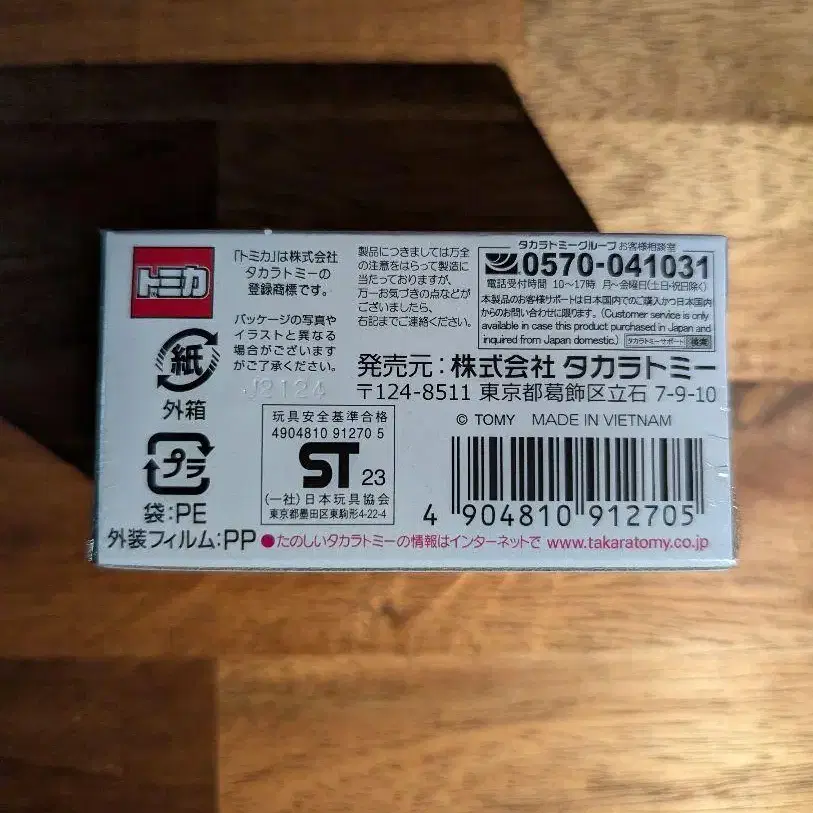 トミカ
「トミカ」は株式会社
タカラトミーの
登録商標です。
パッケージの写真や
イラストと異なる
場合がございます
がご了承ください。
J2124
製品につきましては万全
の注意をはらって製造に
当たっておりますが、
万一お気づきの点などが
ございましたら、
右記までご連絡ください。
タカラトミーグループ お客様相談室
0570-041031
電話受付時間 10〜17時 月〜金曜日(土・日・祝日除く)
本製品のお客様サポートは日本国内でのご購入かつ日本国内
からのお問い合わせに限ります。(Customer service is only
available in case this product purchased in Japan and
inquired from Japan domestic.) タカラトミーサポート 検索
発売元:株式会社 タカラトミー
〒124-8511 東京都葛飾区立石 7-9-10
紙
外箱
プラ
袋:PE
外装フィルム:PP
玩具安全基準合格
4904810 91270 5
ST 23
(一社)日本玩具協会
東京都墨田区東駒形4-22-4
© TOMY MADE IN VIETNAM
4 904810 912705
●たのしいタカラトミーの情報はインターネットで www.takaratomy.co.jp